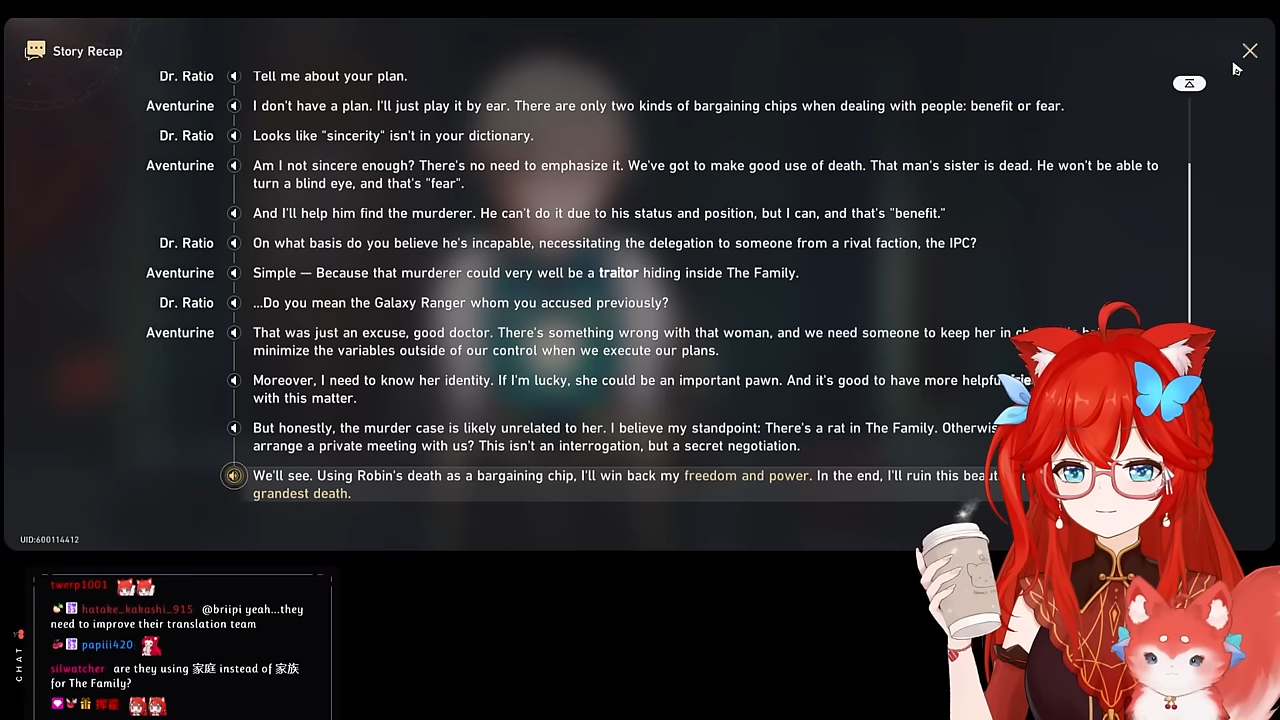 Story Recap
Dr. Ratio Tell me about your plan.
Aventurine I don't have a plan. I'll just play it by ear. There are only two kinds of bargaining chips when dealing with people: benefit or fear.
Dr. Ratio Looks like "sincerity" isn't in your dictionary.
Aventurine Am I not sincere enough? There's no need to emphasize it. We've got to make good use of death. That man's sister is dead. He won't be able to
turn a blind eye, and that's "fear".
And I'll help him find the murderer. He can't do it due to his status and position, but I can, and that's "benefit."
Dr. Ratio On what basis do you believe he's incapable, necessitating the delegation to someone from a rival faction, the IPC?
Aventurine Simple — Because that murderer could very well be a traitor hiding inside The Family.
Dr. Ratio ...Do you mean the Galaxy Ranger whom you accused previously?
Aventurine That was just an excuse, good doctor. There's something wrong with that woman, and we need someone to keep her in
minimize the variables outside of our control when we execute our plans.
Moreover, I need to know her identity. If I'm lucky, she could be an important pawn. And it's good to have more helpful
with this matter.
But honestly, the murder case is likely unrelated to her. I believe my standpoint: There's a rat in The Family.
arrange a private meeting with us? This isn't an interrogation, but a secret negotiation.
We'll see. Using Robin's death as a bargaining chip, I'll win back my freedom and power. In the end, I'll ruin this
grandest death.
UID:600114412
twerp1001
hatake_kakashi_915 @briipi yeah...they
need to improve their translation
team
papiii420:
silwatcher are they using 家庭 instead of 家族
for The Family?
CHAT